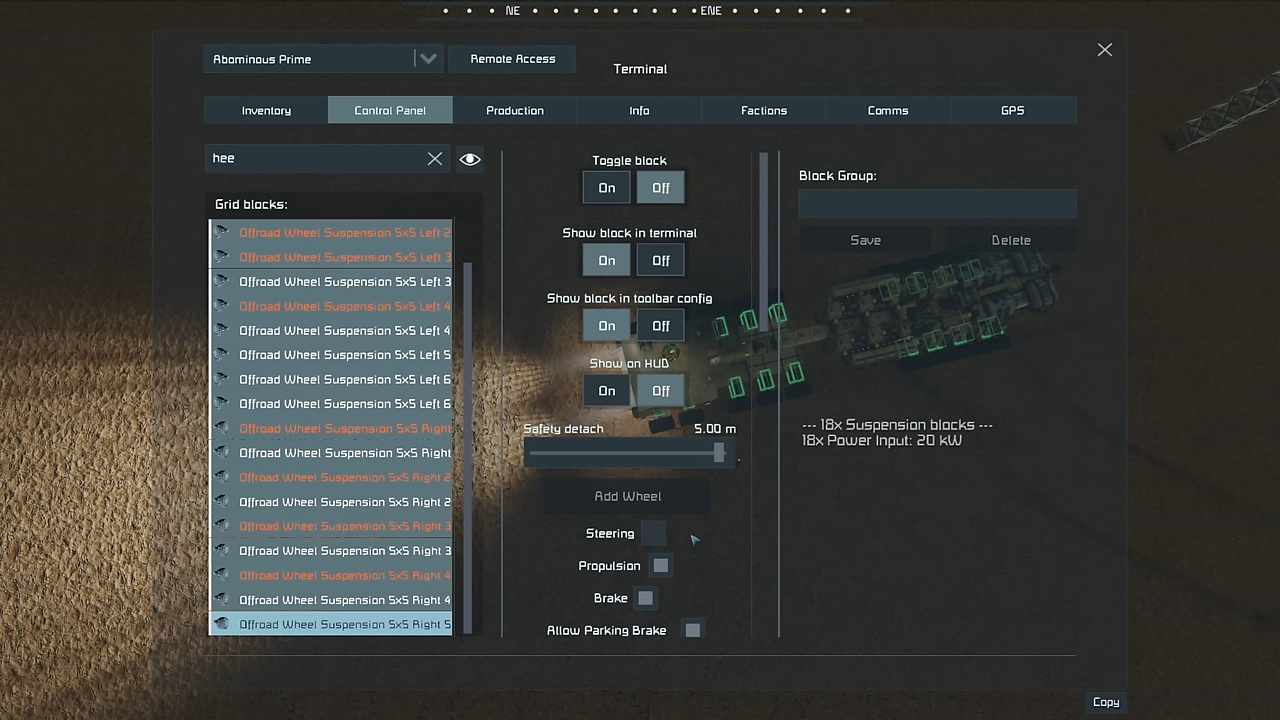 NE
ENE
Abominous Prime
Remote Access
Terminal
Inventory
Control Panel
Production
Info
Factions
Comms
GPS
hee
Grid blocks:
Offroad Wheel Suspension 5x5 Left 2
Offroad Wheel Suspension 5x5 Left 3
Offroad Wheel Suspension 5x5 Left 3
Offroad Wheel Suspension 5x5 Left 4
Offroad Wheel Suspension 5x5 Left 4
Offroad Wheel Suspension 5x5 Left 5
Offroad Wheel Suspension 5x5 Left 6
Offroad Wheel Suspension 5x5 Left 6
Offroad Wheel Suspension 5x5 Right
Offroad Wheel Suspension 5x5 Right
Offroad Wheel Suspension 5x5 Right 2
Offroad Wheel Suspension 5x5 Right 2
Offroad Wheel Suspension 5x5 Right 3
Offroad Wheel Suspension 5x5 Right 3
Offroad Wheel Suspension 5x5 Right 4
Offroad Wheel Suspension 5x5 Right 4
Offroad Wheel Suspension 5x5 Right 5
Toggle block
On
Off
Show block in terminal
On
Off
Show block in toolbar config
On
Off
Show on HUD
On
Off
Safety detach
5.00 m
Add Wheel
Steering
Propulsion
Brake
Allow Parking Brake
Block Group:
Save
Delete
--- 18x Suspension blocks ---
18x Power Input: 20 kW
Copy